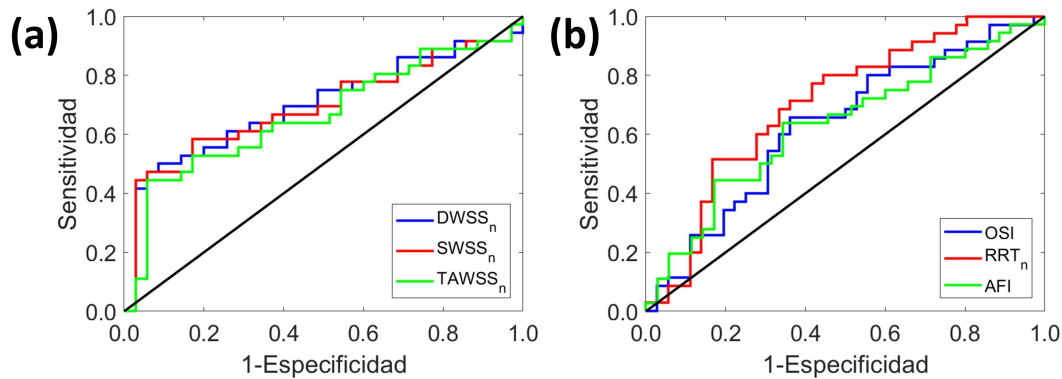 (a)
1.0
0.8
0.6
0.4
0.2
0.0
Sensitividad
0.0 0.2 0.4 0.6 0.8 1.0
1-Especificidad
DWSSn
SWSSn
TAWSSn
(b)
1.0
0.8
0.6
0.4
0.2
0.0
Sensitividad
0.0 0.2 0.4 0.6 0.8 1.0
1-Especificidad
OSI
RRTn
AFI